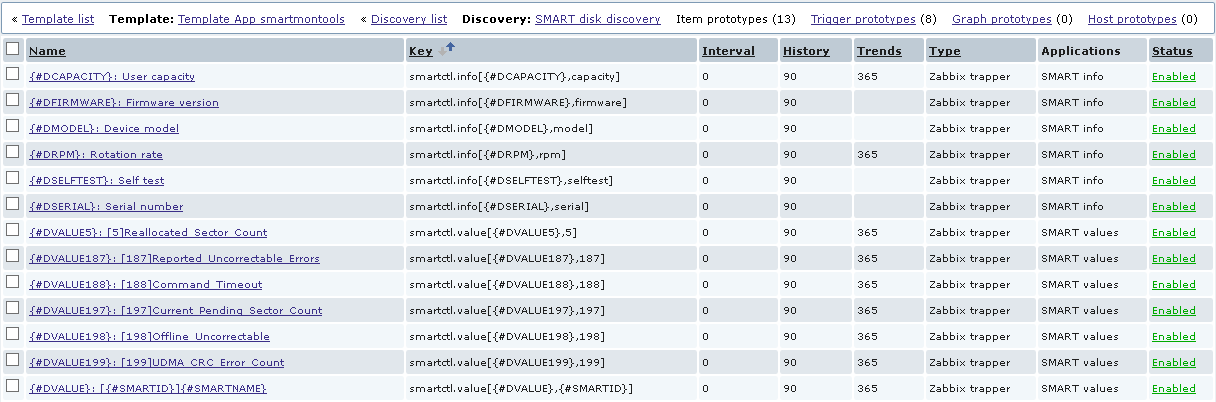 « Template list Template: Template App smartmontools « Discovery list Discovery: SMART disk discovery Item prototypes (13) Trigger prototypes (8) Graph prototypes (0) Host prototypes (0)
Name Key Interval History Trends Type Applications Status
{#DCAPACITY}: User capacity smartctl.info[{#DCAPACITY},capacity] 0 90 365 Zabbix trapper SMART info Enabled
{#DFIRMWARE}: Firmware version smartctl.info[{#DFIRMWARE},firmware] 0 90 Zabbix trapper SMART info Enabled
{#DMODEL}: Device model smartctl.info[{#DMODEL},model] 0 90 Zabbix trapper SMART info Enabled
{#DRPM}: Rotation rate smartctl.info[{#DRPM},rpm] 0 90 365 Zabbix trapper SMART info Enabled
{#DSELFTEST}: Self test smartctl.info[{#DSELFTEST},selftest] 0 90 Zabbix trapper SMART info Enabled
{#DSERIAL}: Serial number smartctl.info[{#DSERIAL},serial] 0 90 Zabbix trapper SMART info Enabled
{#DVALUE5}: [5]Reallocated_Sector_Count smartctl.value[{#DVALUE5},5] 0 90 365 Zabbix trapper SMART values Enabled
{#DVALUE187}: [187]Reported_Uncorrectable_Errors smartctl.value[{#DVALUE187},187] 0 90 365 Zabbix trapper SMART values Enabled
{#DVALUE188}: [188]Command_Timeout smartctl.value[{#DVALUE188},188] 0 90 365 Zabbix trapper SMART values Enabled
{#DVALUE197}: [197]Current_Pending_Sector_Count smartctl.value[{#DVALUE197},197] 0 90 365 Zabbix trapper SMART values Enabled
{#DVALUE198}: [198]Offline_Uncorrectable smartctl.value[{#DVALUE198},198] 0 90 365 Zabbix trapper SMART values Enabled
{#DVALUE199}: [199]UDMA_CRC_Error_Count smartctl.value[{#DVALUE199},199] 0 90 365 Zabbix trapper SMART values Enabled
{#DVALUE}: [{#SMARTID}]{#SMARTNAME} smartctl.value[{#DVALUE},{#SMARTID}] 0 90 365 Zabbix trapper SMART values Enabled